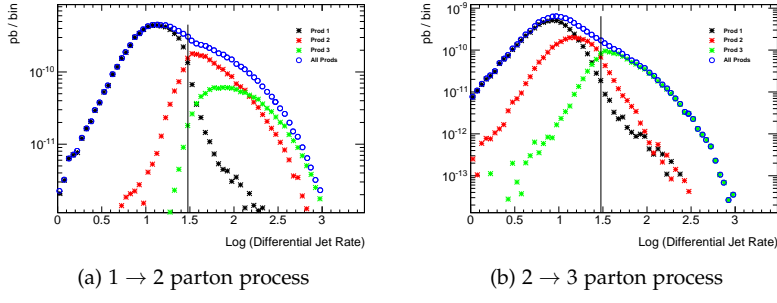 pb / bin
Prod 1
Prod 2
Prod 3
All Prods
10^-10
10^-11
0 0.5 1 1.5 2 2.5 3
Log (Differential Jet Rate)
(a) 1 → 2 parton process
pb / bin
10^-9
Prod 1
Prod 2
Prod 3
All Prods
10^-10
10^-11
10^-12
10^-13
0 0.5 1 1.5 2 2.5 3
Log (Differential Jet Rate)
(b) 2 → 3 parton process